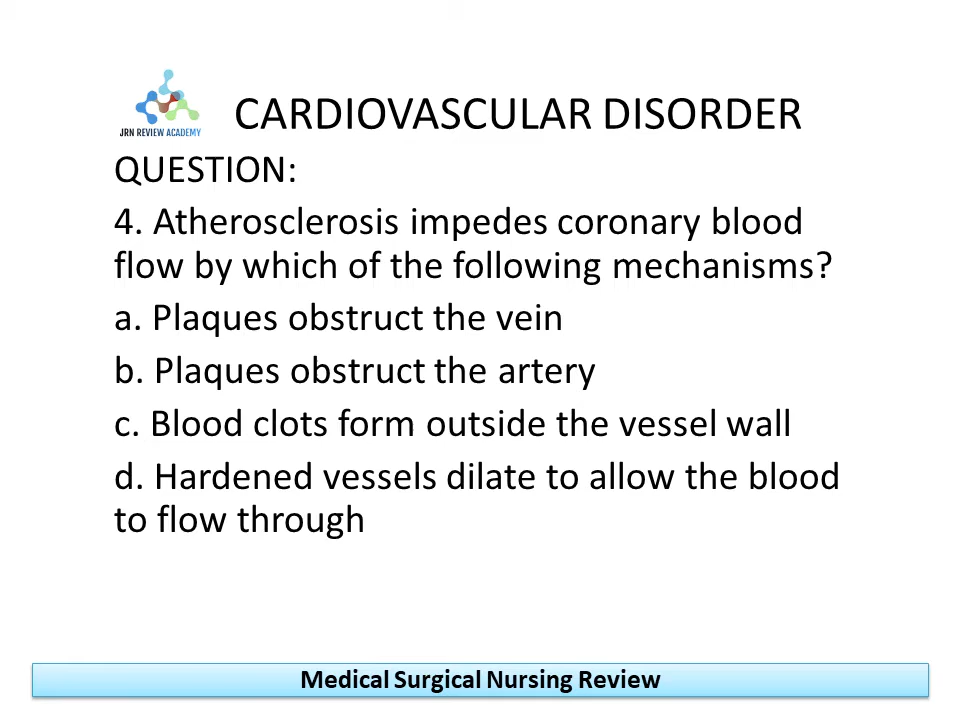 JRN REVIEW ACADEMY
CARDIOVASCULAR DISORDER
QUESTION:
4. Atherosclerosis impedes coronary blood
flow by which of the following mechanisms?
a. Plaques obstruct the vein
b. Plaques obstruct the artery
c. Blood clots form outside the vessel wall
d. Hardened vessels dilate to allow the blood
to flow through
Medical Surgical Nursing Review